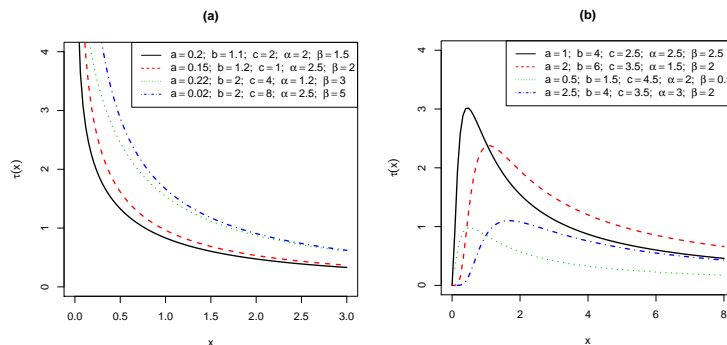 (a)
a = 0.2; b = 1.1; c = 2; α = 2; β = 1.5
a = 0.15; b = 1.2; c = 1; α = 2.5; β = 2
a = 0.22; b = 2; c = 4; α = 1.2; β = 3
a = 0.02; b = 2; c = 8; α = 2.5; β = 5
τ(x)
0 1 2 3 4
0.0 0.5 1.0 1.5 2.0 2.5 3.0
x
(b)
a = 1; b = 4; c = 2.5; α = 2.5; β = 2.5
a = 2; b = 6; c = 3.5; α = 1.5; β = 2
a = 0.5; b = 1.5; c = 4.5; α = 2; β = 0.9
a = 2.5; b = 4; c = 3.5; α = 3; β = 2
τ(x)
0 1 2 3 4
0 2 4 6 8
x